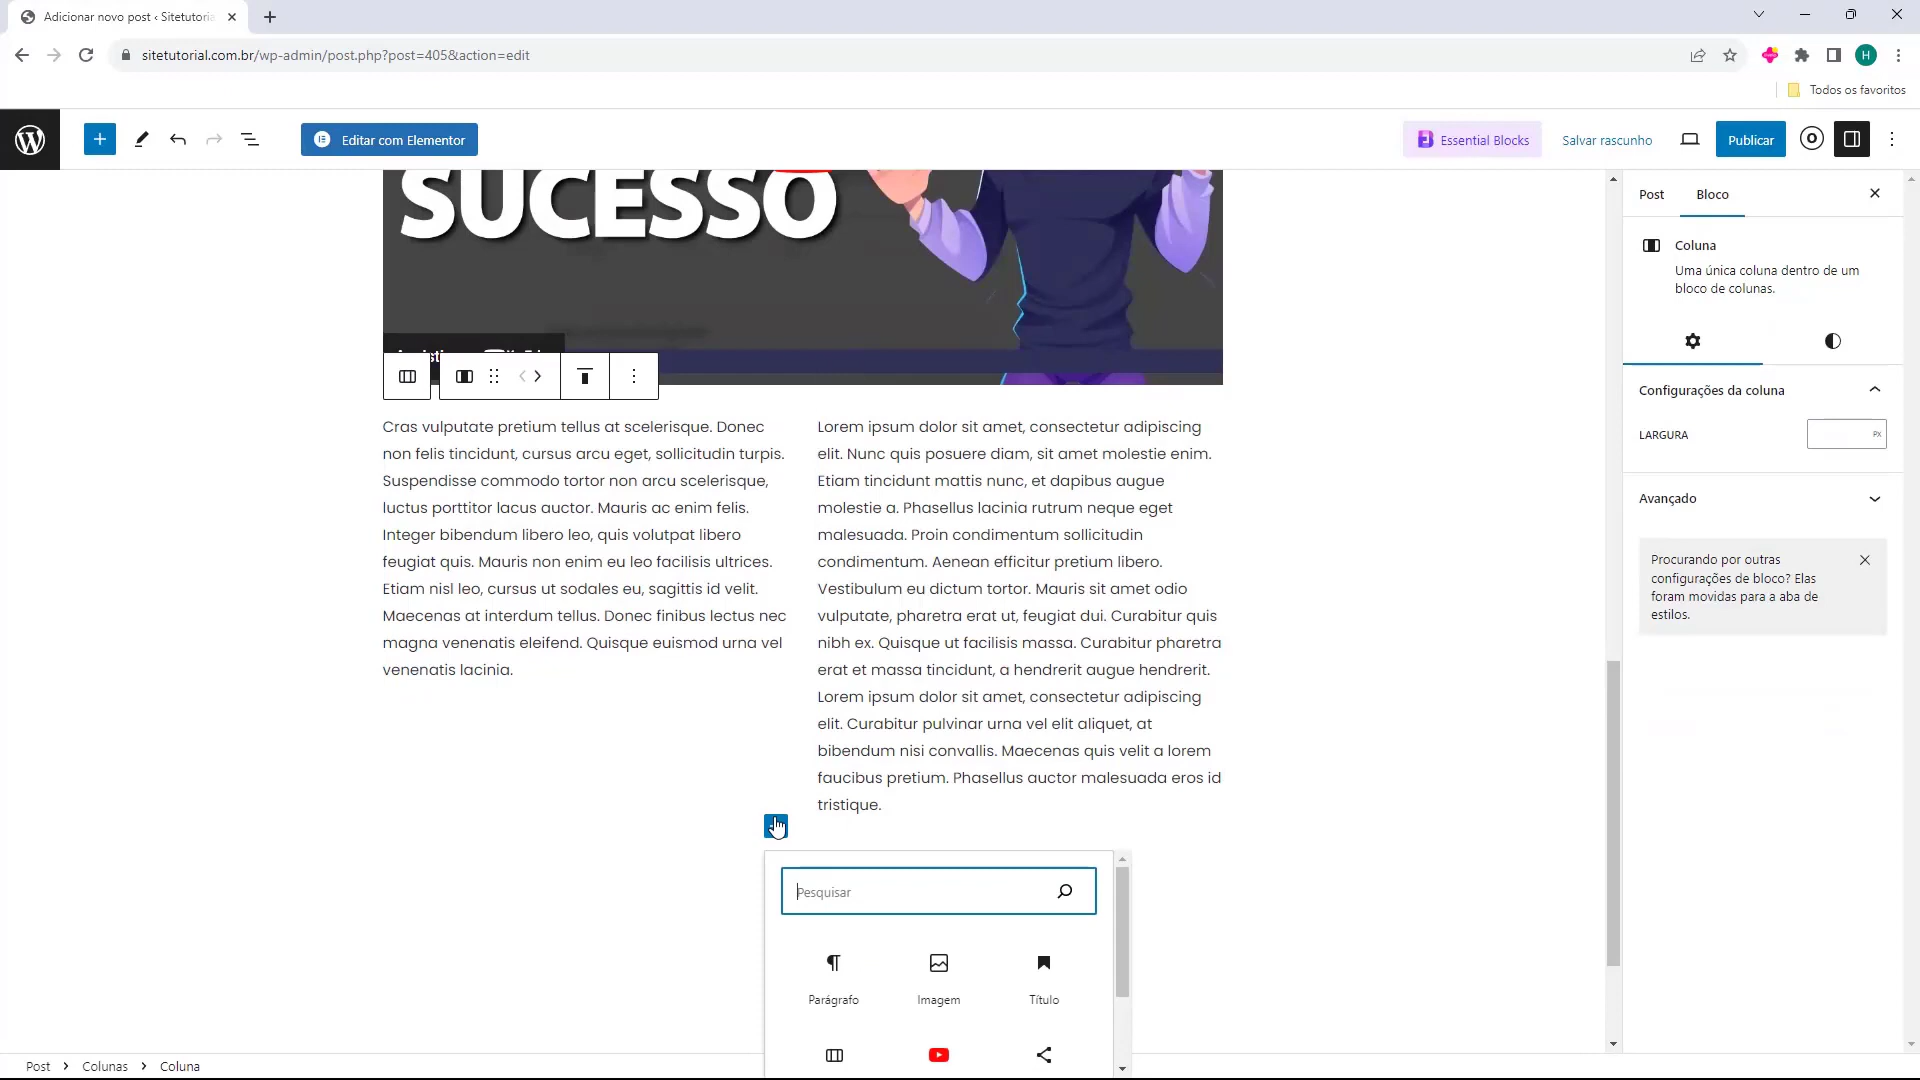 Adicionar novo post ‹ Sitetutoria
sitetutorial.com.br/wp-admin/post.php?post=405&action=edit
H
Todos os favoritos
Editar com Elementor
Essential Blocks
Salvar rascunho
Publicar
SUCESSO
Post
Bloco
Coluna
Uma única coluna dentro de um
bloco de colunas.
Configurações da coluna
LARGURA
PX
Avançado
Procurando por outras
configurações de bloco? Elas
foram movidas para a aba de
estilos.
Cras vulputate pretium tellus at scelerisque. Donec
non felis tincidunt, cursus arcu eget, sollicitudin turpis.
Suspendisse commodo tortor non arcu scelerisque,
luctus porttitor lacus auctor. Mauris ac enim felis.
Integer bibendum libero leo, quis volutpat libero
feugiat quis. Mauris non enim eu leo facilisis ultrices.
Etiam nisl leo, cursus ut sodales eu, sagittis id velit.
Maecenas at interdum tellus. Donec finibus lectus nec
magna venenatis eleifend. Quisque euismod urna vel
venenatis lacinia.
Lorem ipsum dolor sit amet, consectetur adipiscing
elit. Nunc quis posuere diam, sit amet molestie enim.
Etiam tincidunt mattis nunc, et dapibus augue
molestie a. Phasellus lacinia rutrum neque eget
malesuada. Proin condimentum sollicitudin
condimentum. Aenean efficitur pretium libero.
Vestibulum eu dictum tortor. Mauris sit amet odio
vulputate, pharetra erat ut, feugiat dui. Curabitur quis
nibh ex. Quisque ut facilisis massa. Curabitur pharetra
erat et massa tincidunt, a hendrerit augue hendrerit.
Lorem ipsum dolor sit amet, consectetur adipiscing
elit. Curabitur pulvinar urna vel elit aliquet, at
bibendum nisi convallis. Maecenas quis velit a lorem
faucibus pretium. Phasellus auctor malesuada eros id
tristique.
Pesquisar
Parágrafo
Imagem
Título
Post
Colunas
Coluna